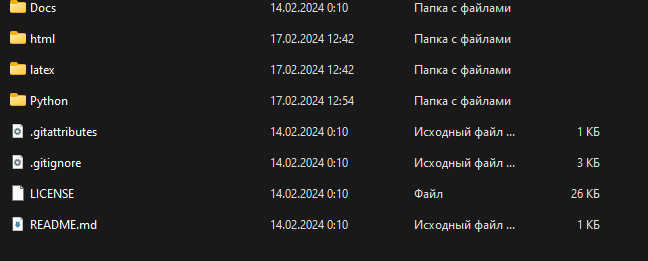 Docs 14.02.2024 0:10 Папка с файлами
html 17.02.2024 12:42 Папка с файлами
latex 17.02.2024 12:42 Папка с файлами
Python 17.02.2024 12:54 Папка с файлами
.gitattributes 14.02.2024 0:10 Исходный файл ... 1 КБ
.gitignore 14.02.2024 0:10 Исходный файл ... 3 КБ
LICENSE 14.02.2024 0:10 Файл 26 КБ
README.md 14.02.2024 0:10 Исходный файл ... 1 КБ